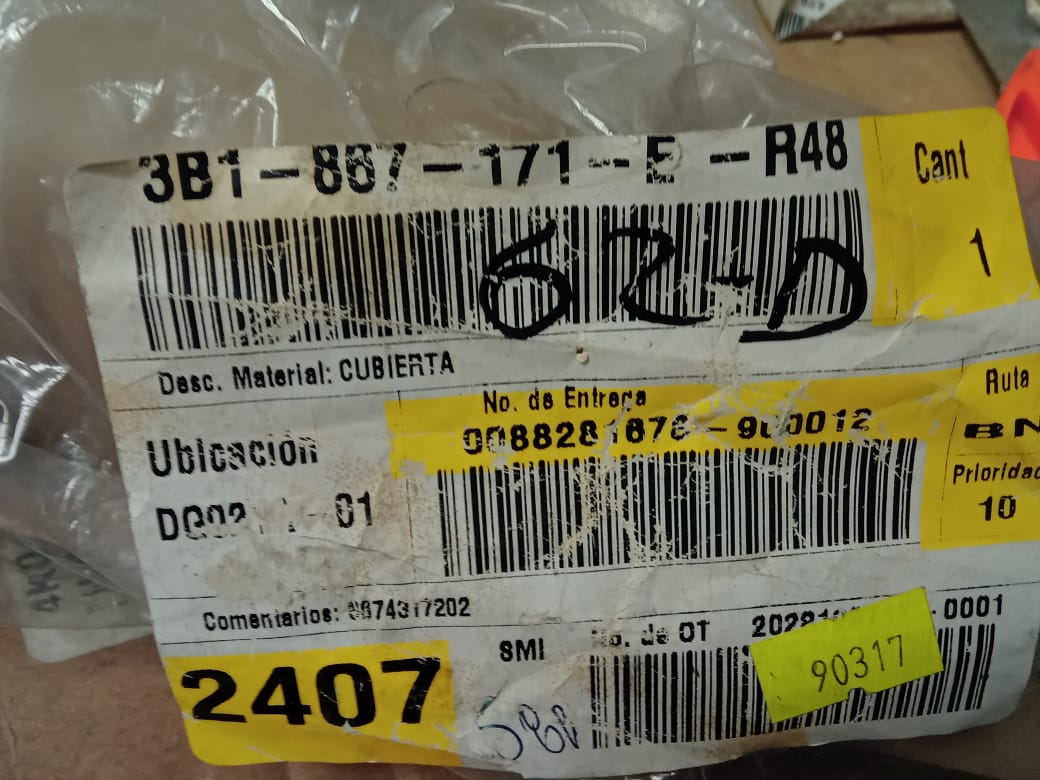 3B1-867-171--E-R48
Cant
1
62-D
Desc. Material: CUBIERTA
No. de Entrega
Ruta
BN
Ubicación
Prioridad
10
01
Comentarios:
SMI
No. de OT
0001
2407
90317